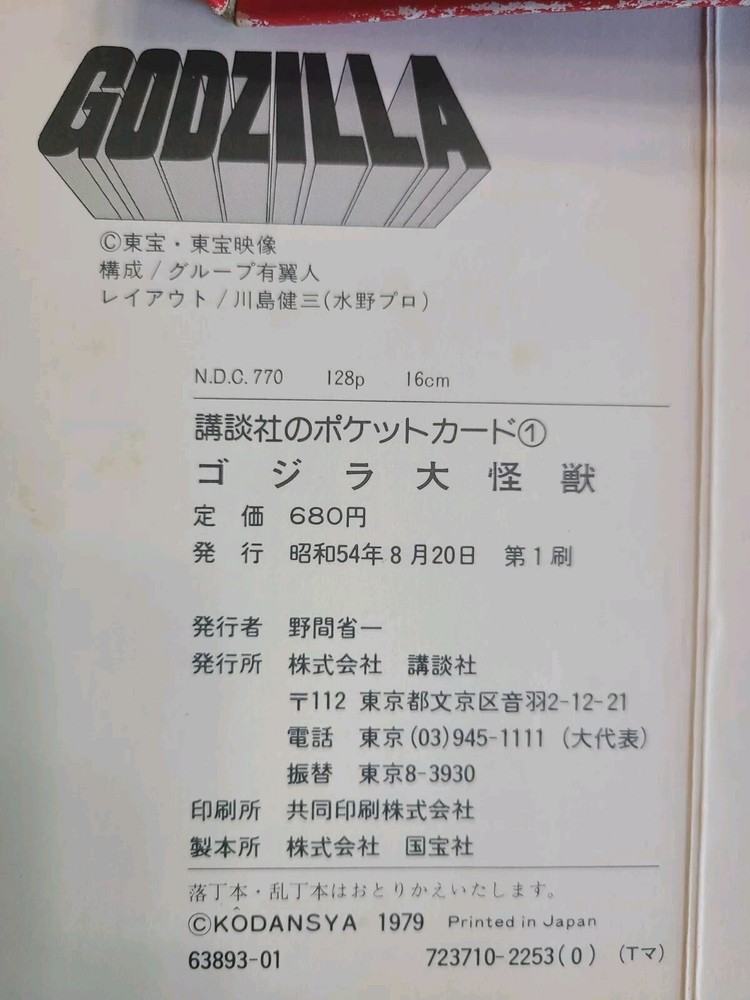 GODZILLA
©東宝・東宝映像
構成/グループ有翼人
レイアウト/川島健三(水野プロ)
N.D.C. 770 128p 16cm
講談社のポケットカード①
ゴジラ大怪獣
定価 680円
発行 昭和54年8月20日 第1刷
発行者 野間省一
発行所 株式会社 講談社
〒112 東京都文京区音羽2-12-21
電話 東京(03)945-1111 (大代表)
振替 東京8-3930
印刷所 共同印刷株式会社
製本所 株式会社 国宝社
落丁本・乱丁本はおとりかえいたします。
©KÔDANSYA 1979 Printed in Japan
63893-01 723710-2253(0) (Tマ)